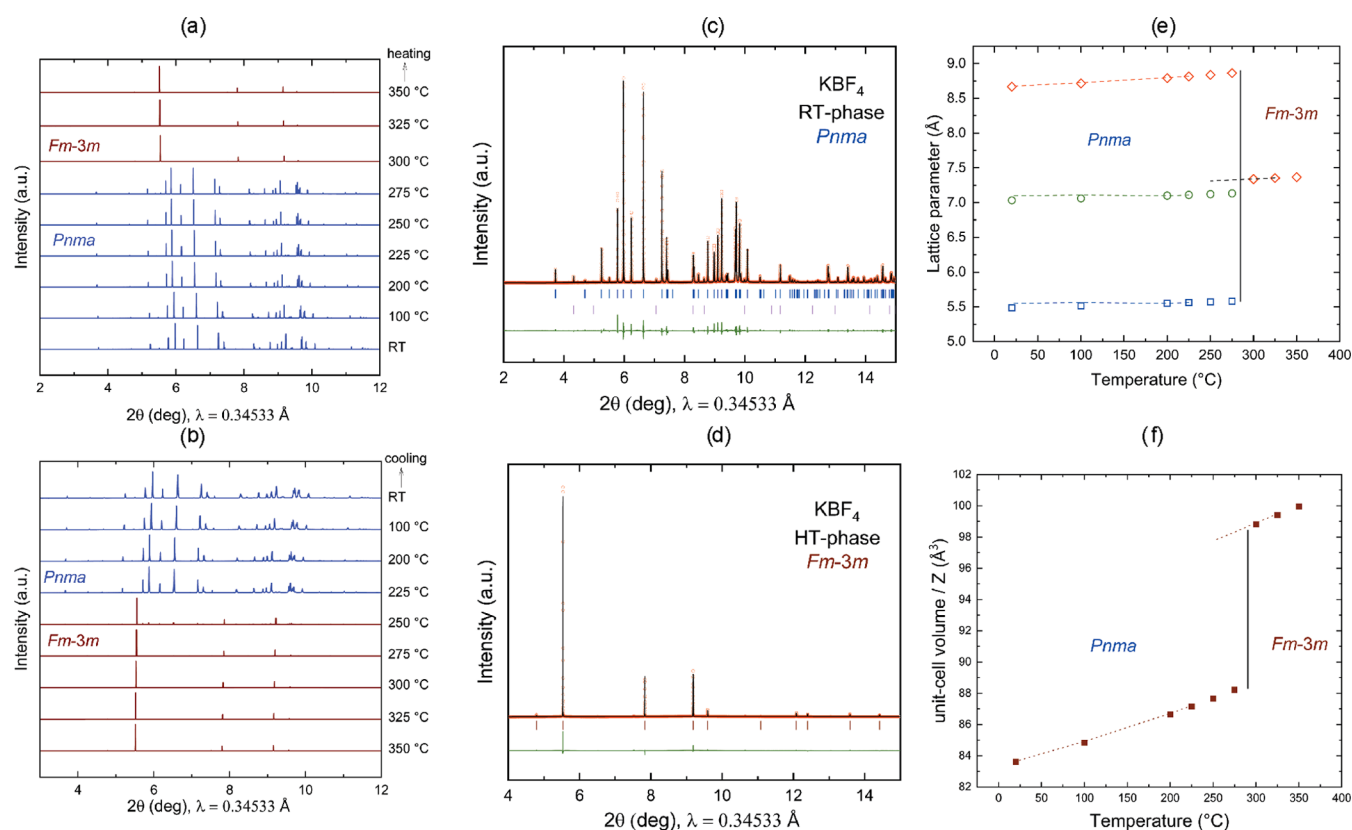 (a)
heating
350 °C
325 °C
Fm-3m
300 °C
275 °C
250 °C
Pnma
225 °C
200 °C
100 °C
RT
Intensity (a.u.)
2 4 6 8 10 12
2θ (deg), λ = 0.34533 Å
(b)
cooling
RT
100 °C
200 °C
Pnma
225 °C
250 °C
Fm-3m
275 °C
300 °C
325 °C
350 °C
Intensity (a.u.)
4 6 8 10 12
2θ (deg), λ = 0.34533 Å
(c)
KBF4
RT-phase
Pnma
Intensity (a.u.)
2 4 6 8 10 12 14
2θ (deg), λ = 0.34533 Å
(d)
KBF4
HT-phase
Fm-3m
Intensity (a.u.)
4 6 8 10 12 14
2θ (deg), λ = 0.34533 Å
(e)
9.0
8.5
8.0
7.5
7.0
6.5
6.0
5.5
5.0
Lattice parameter (Å)
Pnma
Fm-3m
0 50 100 150 200 250 300 350 400
Temperature (°C)
(f)
102
100
98
96
94
92
90
88
86
84
82
unit-cell volume / Z (Å³)
Pnma
Fm-3m
0 50 100 150 200 250 300 350 400
Temperature (°C)